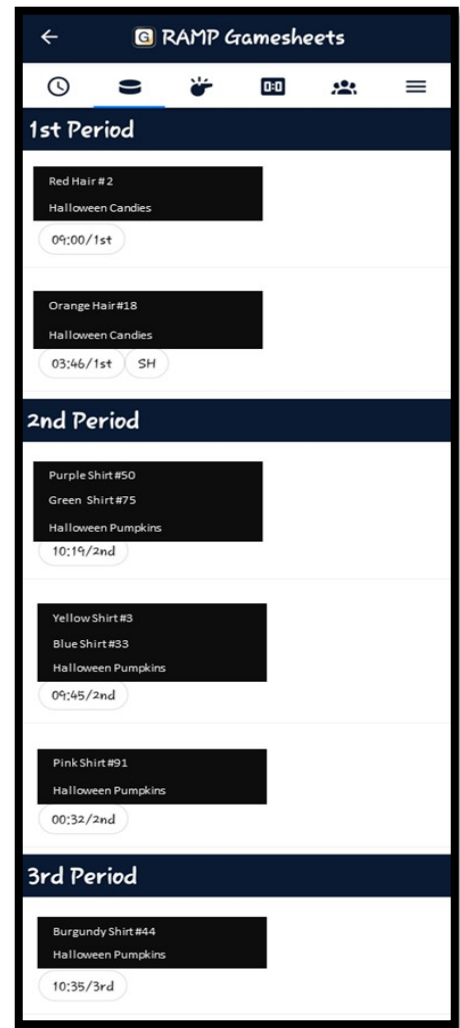 RAMP Gamesheets
0:0
1st Period
Red Hair #2
Halloween Candies
09:00/1st
Orange Hair#18
Halloween Candies
03:46/1st SH
2nd Period
Purple Shirt #50
Green Shirt #75
Halloween Pumpkins
10:19/2nd
Yellow Shirt #3
Blue Shirt #33
Halloween Pumpkins
09:45/2nd
Pink Shirt #91
Halloween Pumpkins
00:32/2nd
3rd Period
Burgundy Shirt #44
Halloween Pumpkins
10:35/3rd